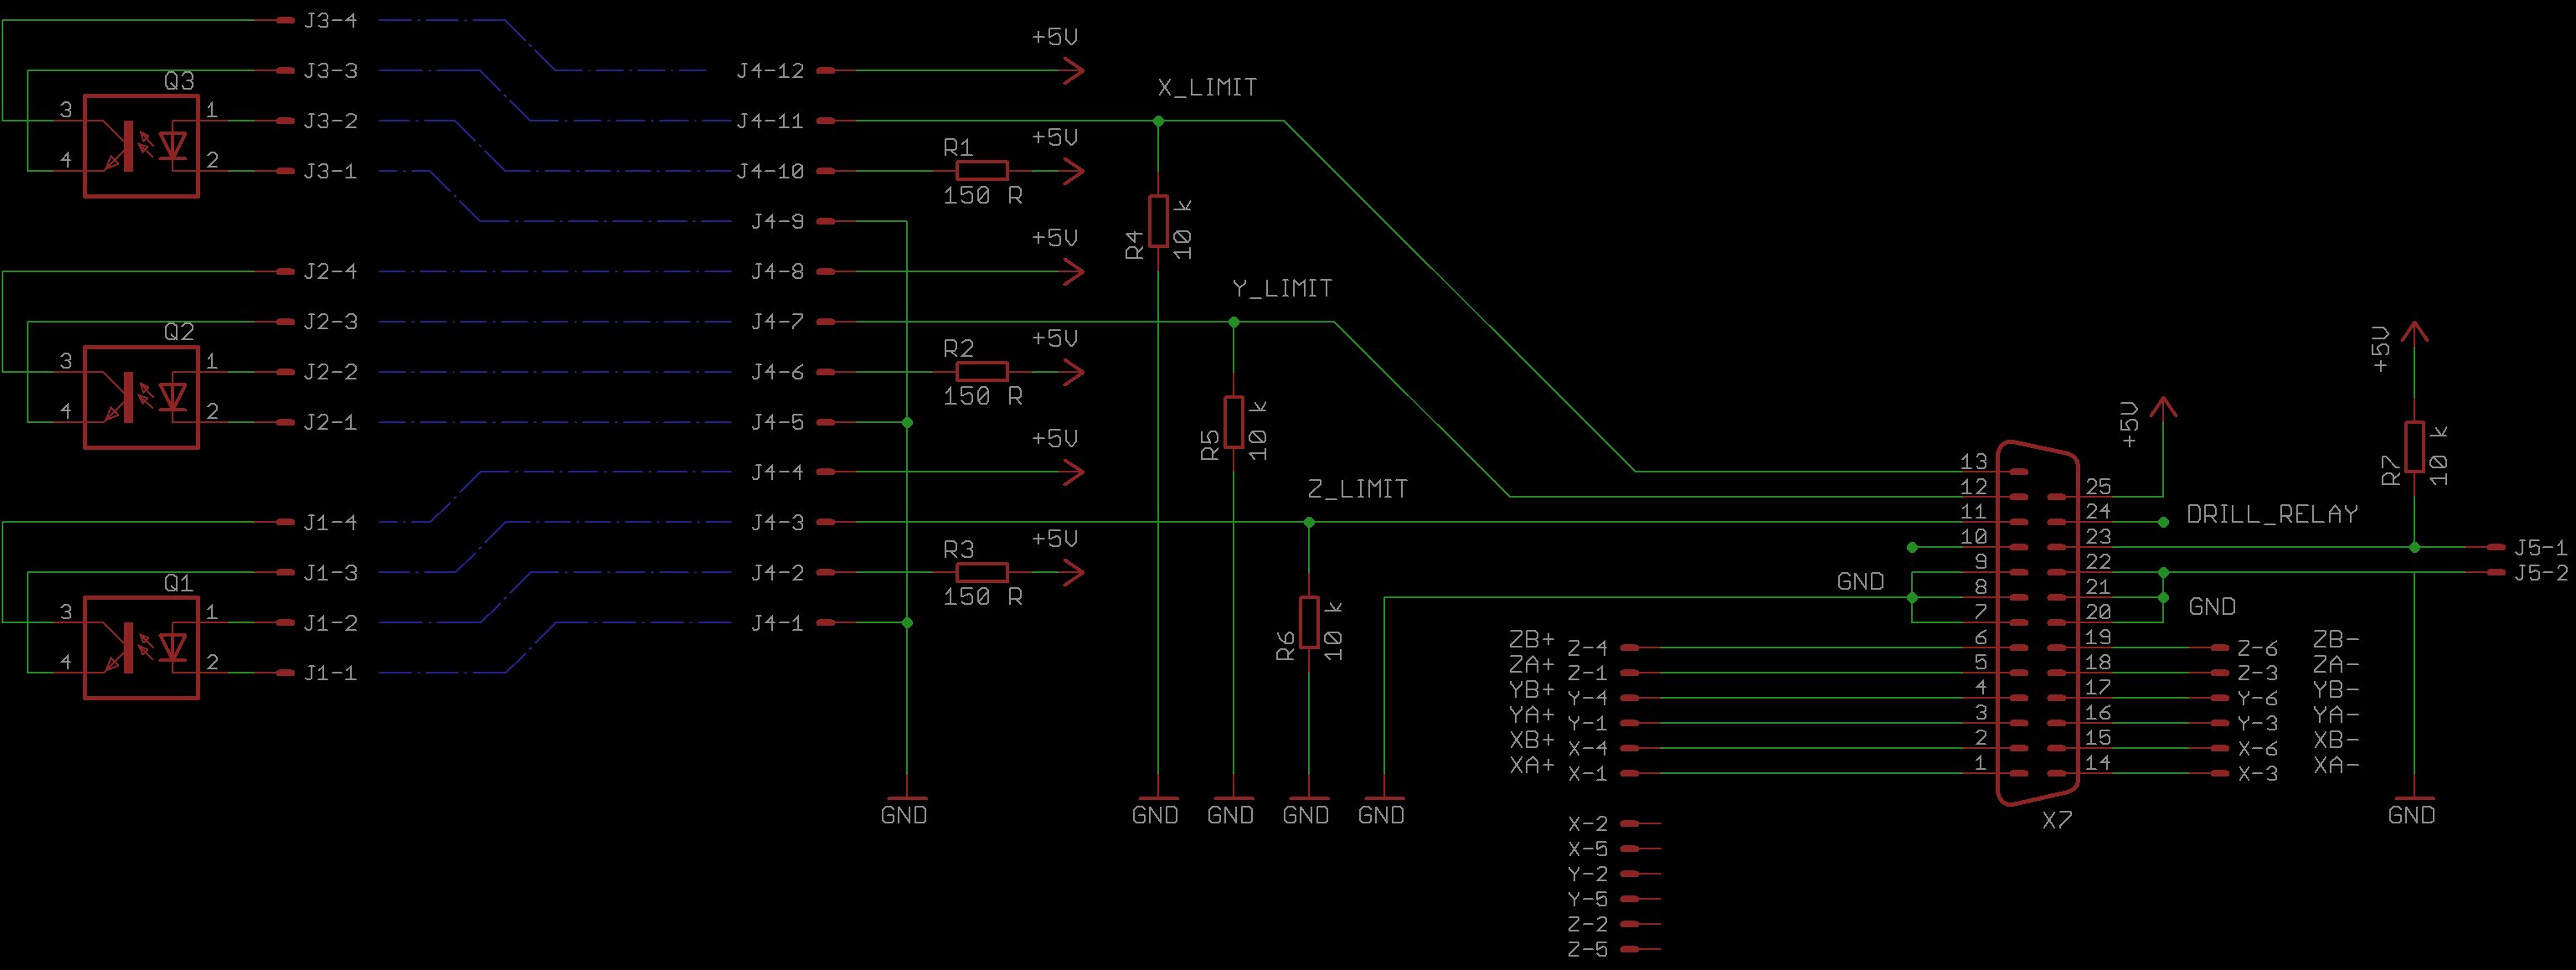 J3-4
J3-3
Q3
3
1
J3-2
4
2
J3-1
J2-4
J2-3
Q2
3
1
J2-2
4
2
J2-1
J1-4
J1-3
Q1
3
1
J1-2
4
2
J1-1
+5V
J4-12
X_LIMIT
J4-11
+5V
R1
J4-10
150 R
J4-9
R4
10 k
+5V
J4-8
Y_LIMIT
J4-7
+5V
R2
J4-6
150 R
R5
10 k
J4-5
+5V
J4-4
Z_LIMIT
J4-3
+5V
R3
J4-2
150 R
R6
10 k
J4-1
GND
GND
GND
GND
GND
+5V
+5V
R7
10 k
13
12
25
11
24
DRILL_RELAY
10
23
J5-1
9
22
J5-2
GND
8
21
GND
7
20
ZB+
Z-4
6
19
Z-6
ZB-
ZA+
Z-1
5
18
Z-3
ZA-
YB+
Y-4
4
17
Y-6
YB-
YA+
Y-1
3
16
Y-3
YA-
XB+
X-4
2
15
X-6
XB-
XA+
X-1
1
14
X-3
XA-
X7
GND
X-2
X-5
Y-2
Y-5
Z-2
Z-5